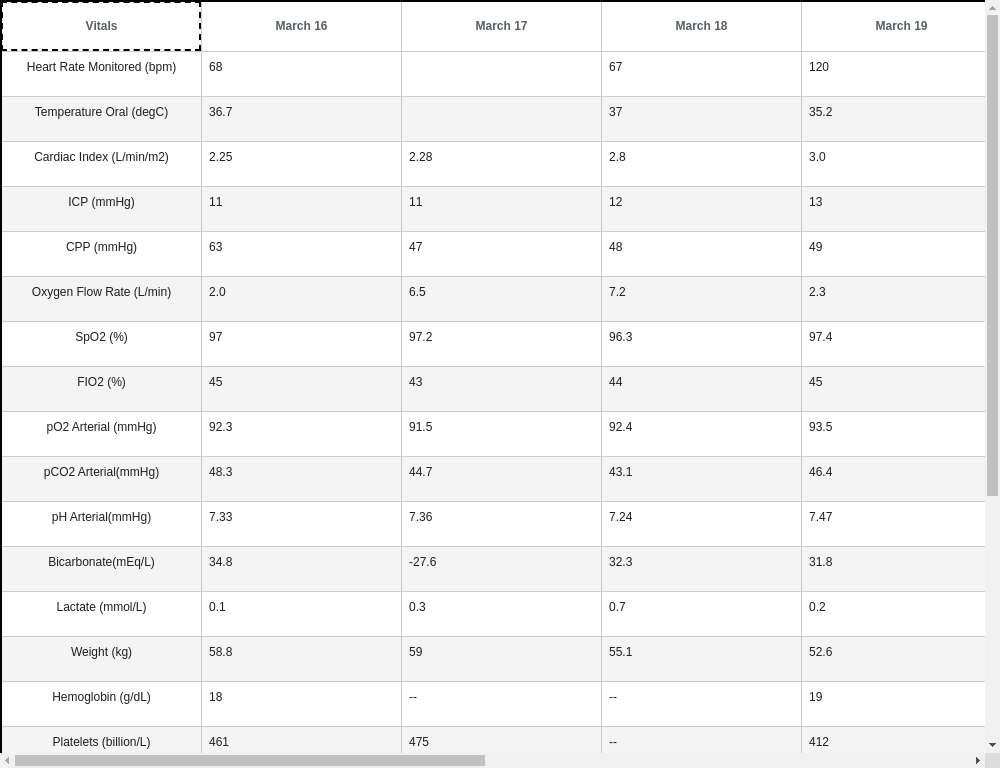 Vitals March 16 March 17 March 18 March 19
Heart Rate Monitored (bpm) 68 67 120
Temperature Oral (degC) 36.7 37 35.2
Cardiac Index (L/min/m2) 2.25 2.28 2.8 3.0
ICP (mmHg) 11 11 12 13
CPP (mmHg) 63 47 48 49
Oxygen Flow Rate (L/min) 2.0 6.5 7.2 2.3
SpO2 (%) 97 97.2 96.3 97.4
FIO2 (%) 45 43 44 45
pO2 Arterial (mmHg) 92.3 91.5 92.4 93.5
pCO2 Arterial(mmHg) 48.3 44.7 43.1 46.4
pH Arterial(mmHg) 7.33 7.36 7.24 7.47
Bicarbonate(mEq/L) 34.8 -27.6 32.3 31.8
Lactate (mmol/L) 0.1 0.3 0.7 0.2
Weight (kg) 58.8 59 55.1 52.6
Hemoglobin (g/dL) 18 -- -- 19
Platelets (billion/L) 461 475 -- 412